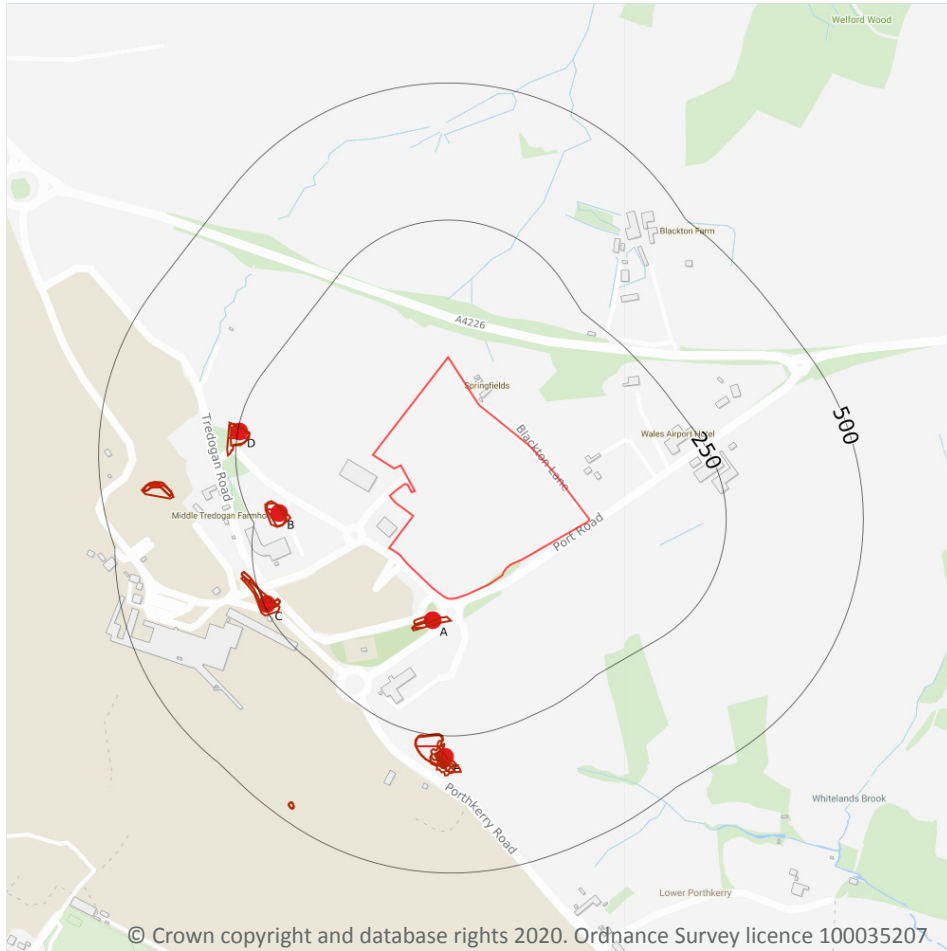 Welford Wood
Blackton Farm
A4226
Springfields
500
Tredogan Road
D
Blackton Lane
Wales Airport Hotel
250
B
Middle Tredogan Farmho
Port Road
C
A
Porthkerry Road
Whitelands Brook
Lower Porthkerry
© Crown copyright and database rights 2020. Ordnance Survey licence 100035207.